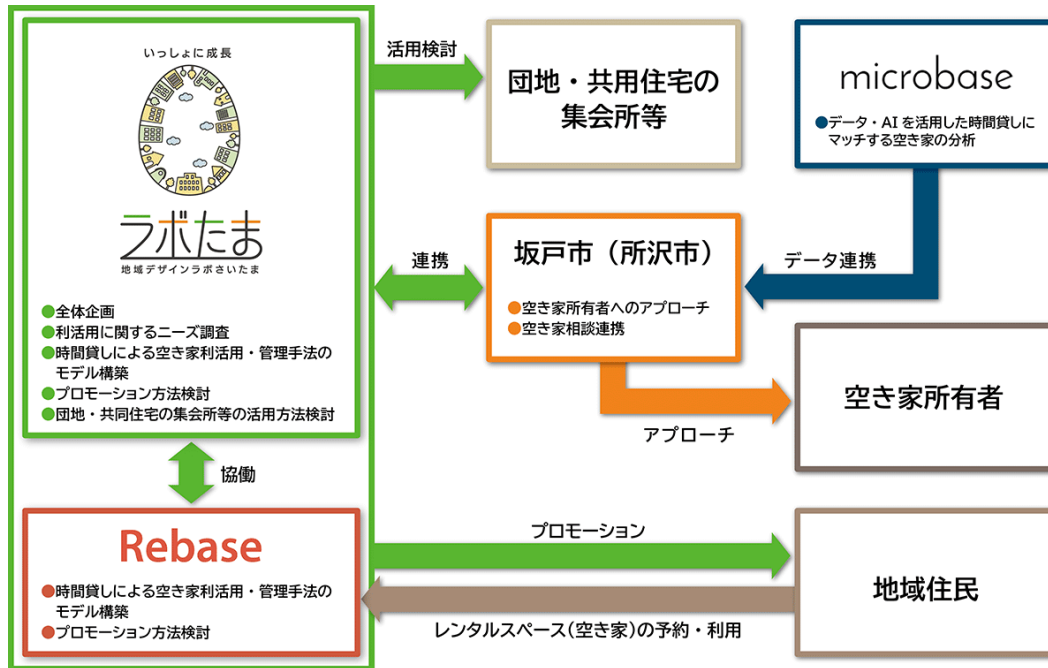 いっしょに成長
ラボたま
地域デザインラボさいたま
●全体企画
●利活用に関するニーズ調査
●時間貸しによる空き家利活用・管理手法の
モデル構築
●プロモーション方法検討
●団地・共同住宅の集会所等の活用方法検討
協働
Rebase
●時間貸しによる空き家利活用・管理手法の
モデル構築
●プロモーション方法検討
活用検討
団地・共用住宅の
集会所等
microbase
●データ・AIを活用した時間貸しに
マッチする空き家の分析
連携
坂戸市（所沢市）
●空き家所有者へのアプローチ
●空き家相談連携
データ連携
アプローチ
空き家所有者
プロモーション
地域住民
レンタルスペース(空き家)の予約・利用